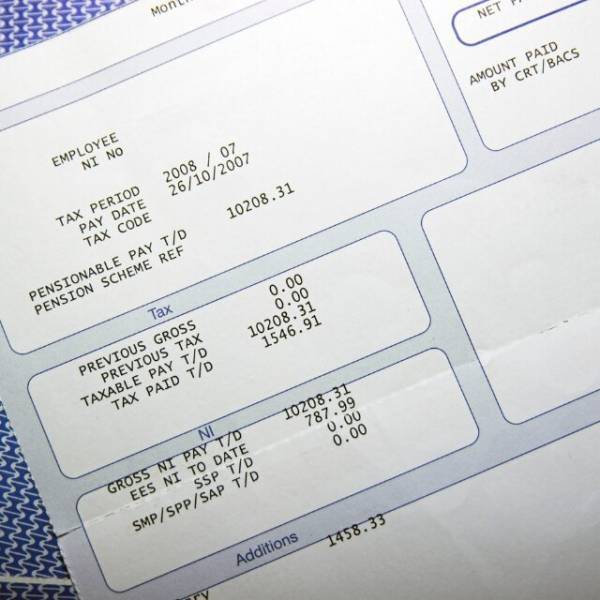 NET
AMOUNT PAID
BY CRT/BACS
EMPLOYEE
NI NO
TAX PERIOD 2008 / 07
PAY DATE 26/10/2007
TAX CODE
PENSIONABLE PAY T/D 10208.31
PENSION SCHEME REF
Tax
PREVIOUS GROSS 0.00
PREVIOUS TAX 0.00
TAXABLE PAY T/D 10208.31
TAX PAID T/D 1546.91
NI
GROSS NI PAY T/D 10208.31
EES NI TO DATE 787.99
SSP T/D 0.00
SMP/SPP/SAP T/D 0.00
Additions
1458.33